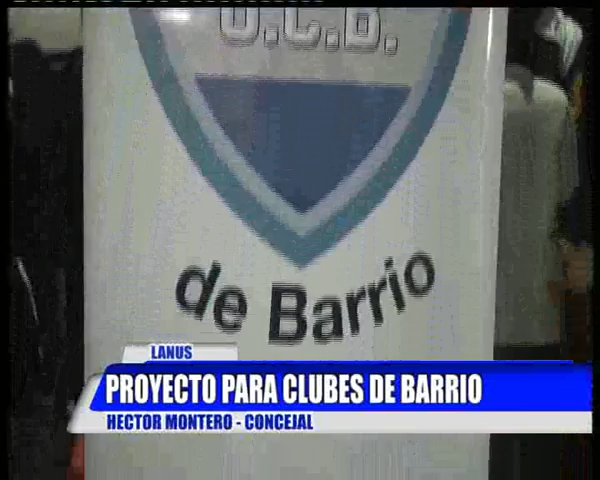 U.C.B.
de Barrio
LANUS
PROYECTO PARA CLUBES DE BARRIO
HECTOR MONTERO - CONCEJAL